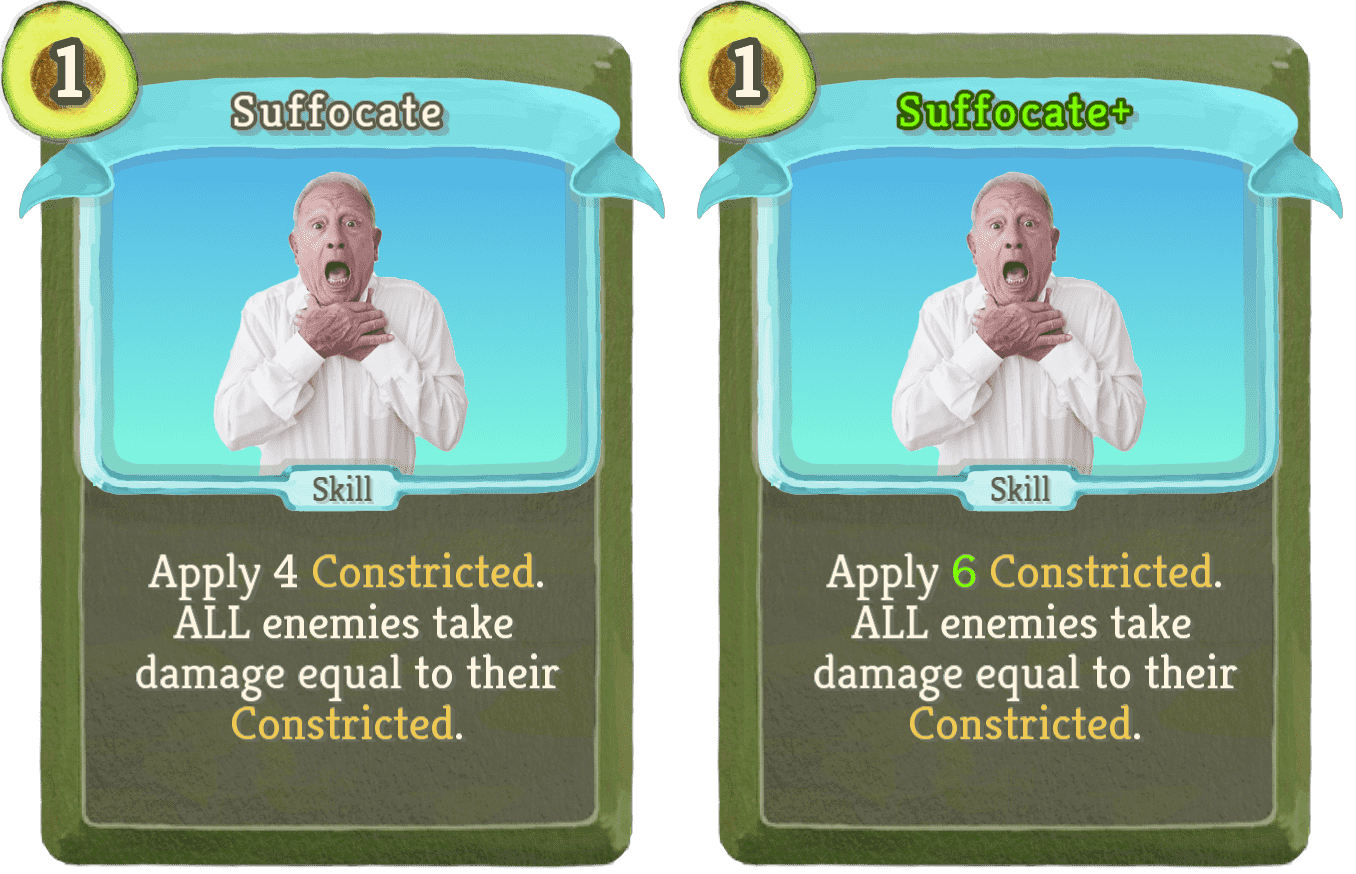 1
Suffocate
Skill
Apply 4 Constricted.
ALL enemies take
damage equal to their
Constricted.
1
Suffocate+
Skill
Apply 6 Constricted.
ALL enemies take
damage equal to their
Constricted.